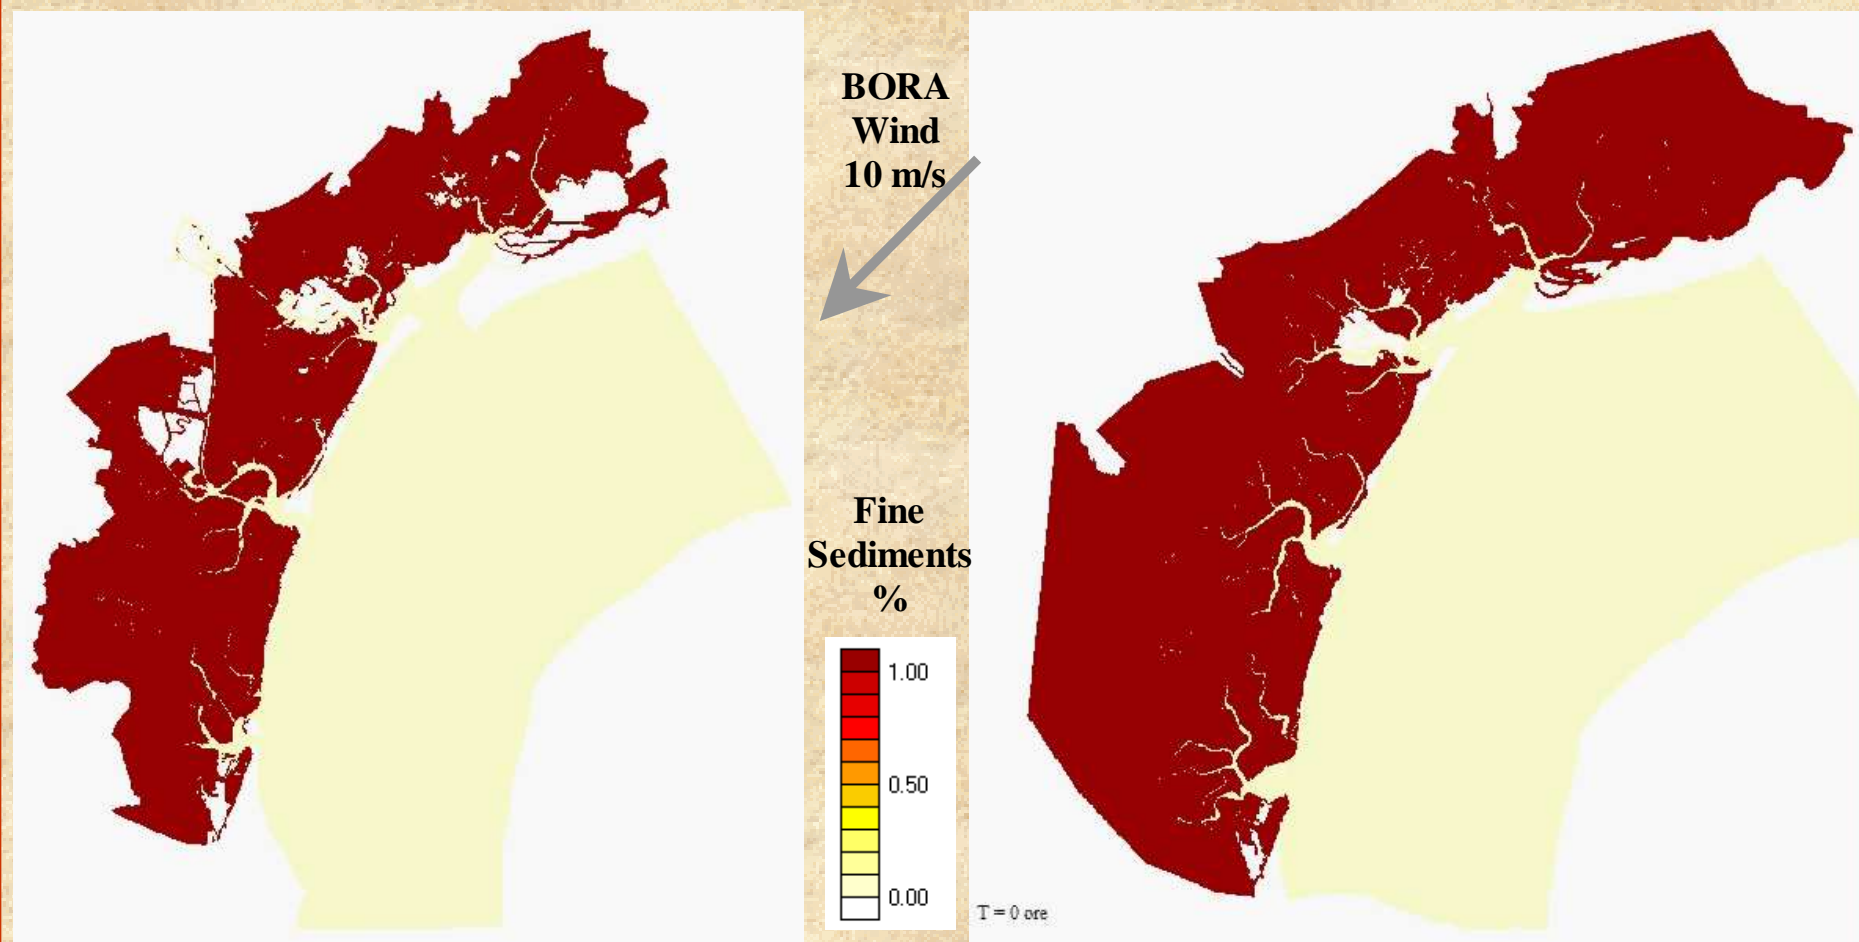 BORA
Wind
10 m/s
Fine
Sediments
%
1.00
0.50
0.00
T = 0 ore